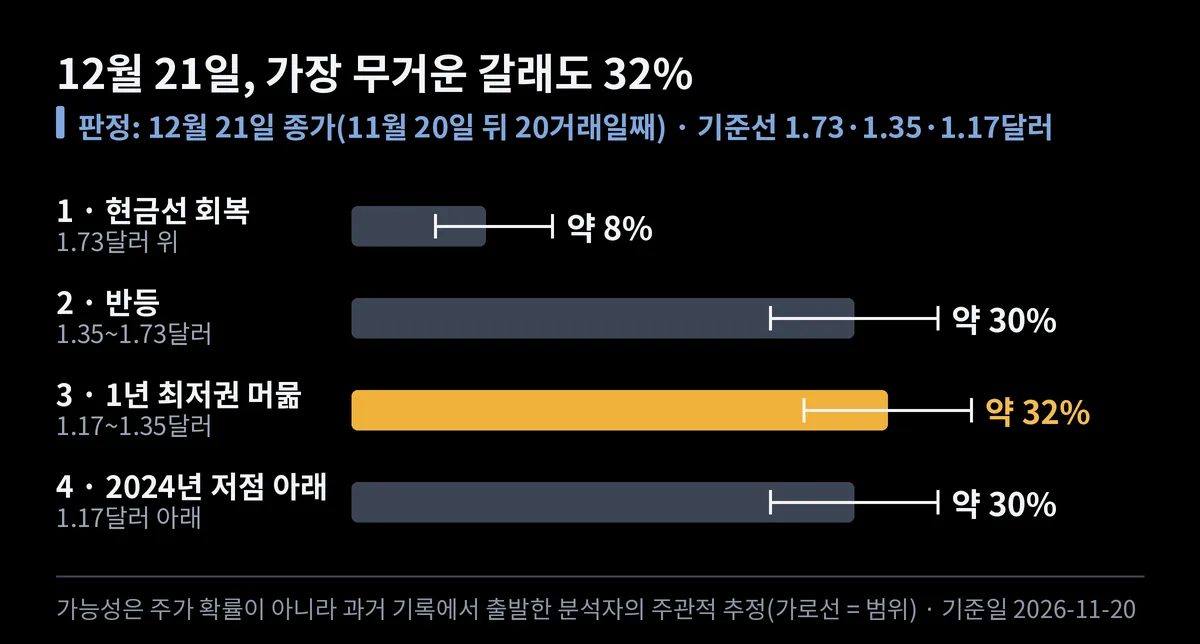 12월 21일, 가장 무거운 갈래도 32%
판정: 12월 21일 종가(11월 20일 뒤 20거래일째) · 기준선 1.73·1.35·1.17달러
1 · 현금선 회복
1.73달러 위
약 8%
2 · 반등
1.35~1.73달러
약 30%
3 · 1년 최저권 머묾
1.17~1.35달러
약 32%
4 · 2024년 저점 아래
1.17달러 아래
약 30%
가능성은 주가 확률이 아니라 과거 기록에서 출발한 분석자의 주관적 추정(가로선 = 범위) · 기준일 2026-11-20